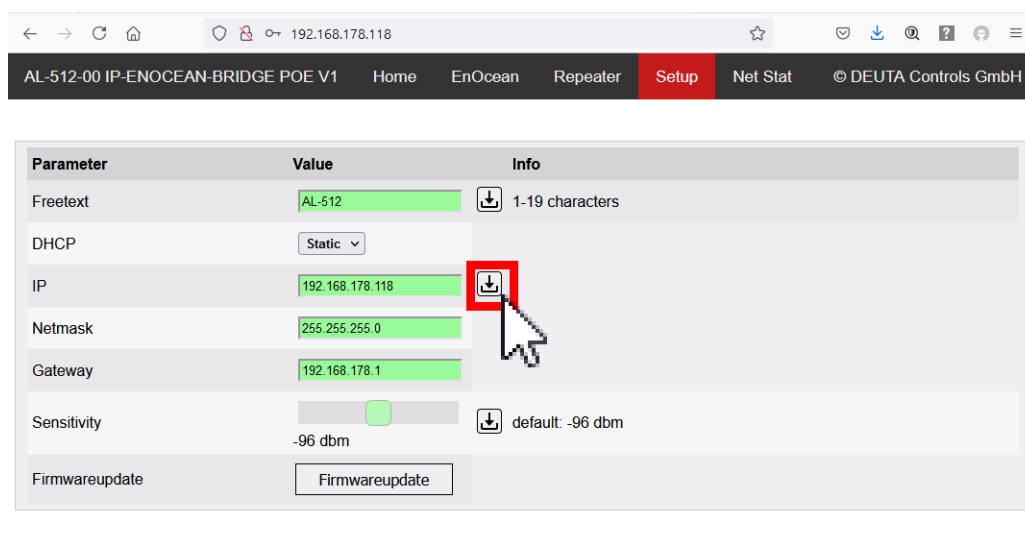 192.168.178.118
AL-512-00 IP-ENOCEAN-BRIDGE POE V1 Home EnOcean Repeater Setup Net Stat © DEUTA Controls GmbH
Parameter Value Info
Freetext AL-512 1-19 characters
DHCP Static
IP 192.168.178.118
Netmask 255.255.255.0
Gateway 192.168.178.1
Sensitivity -96 dbm default: -96 dbm
Firmwareupdate Firmwareupdate